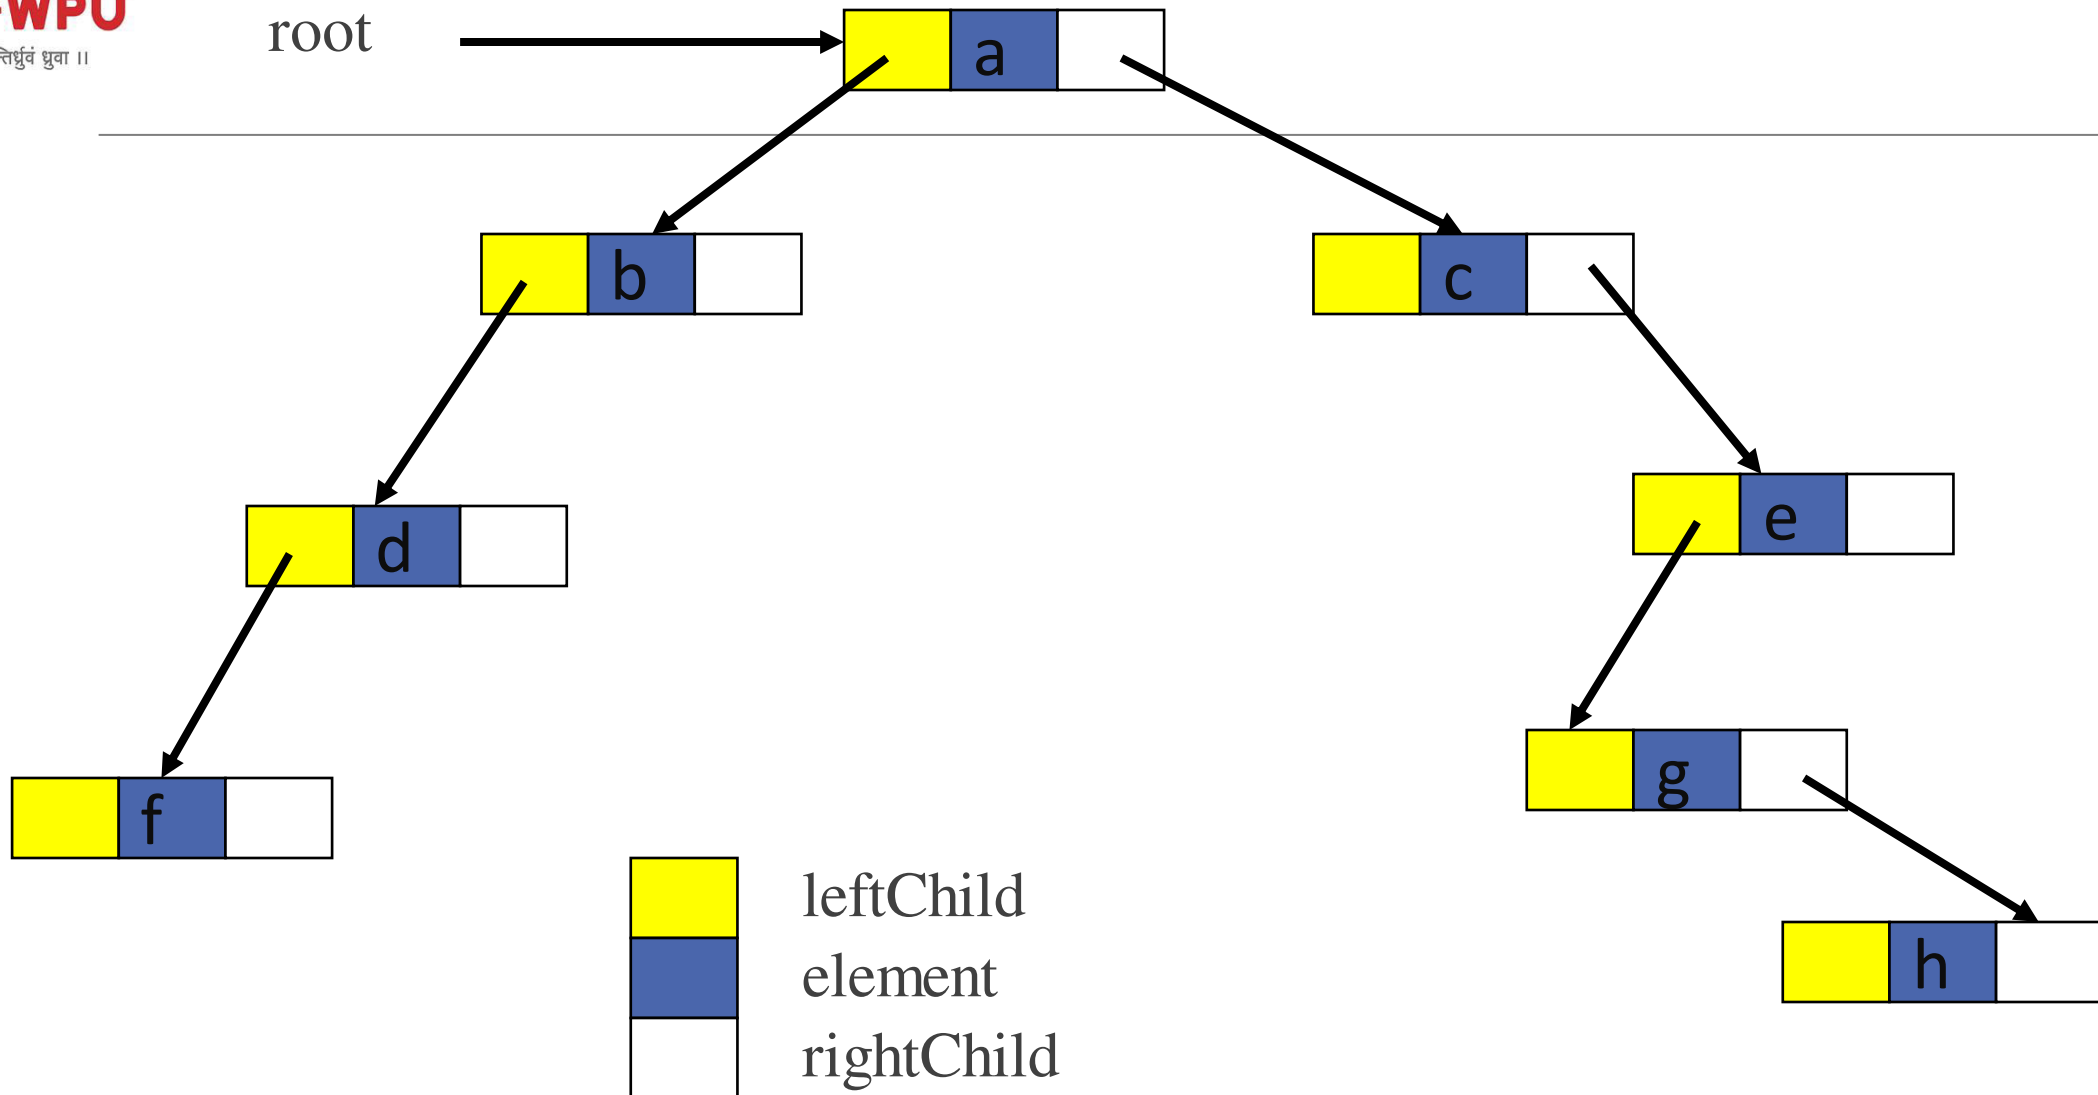 WPU
ध्रुवा ॥
root
a
b
c
d
e
f
g
h
leftChild
element
rightChild